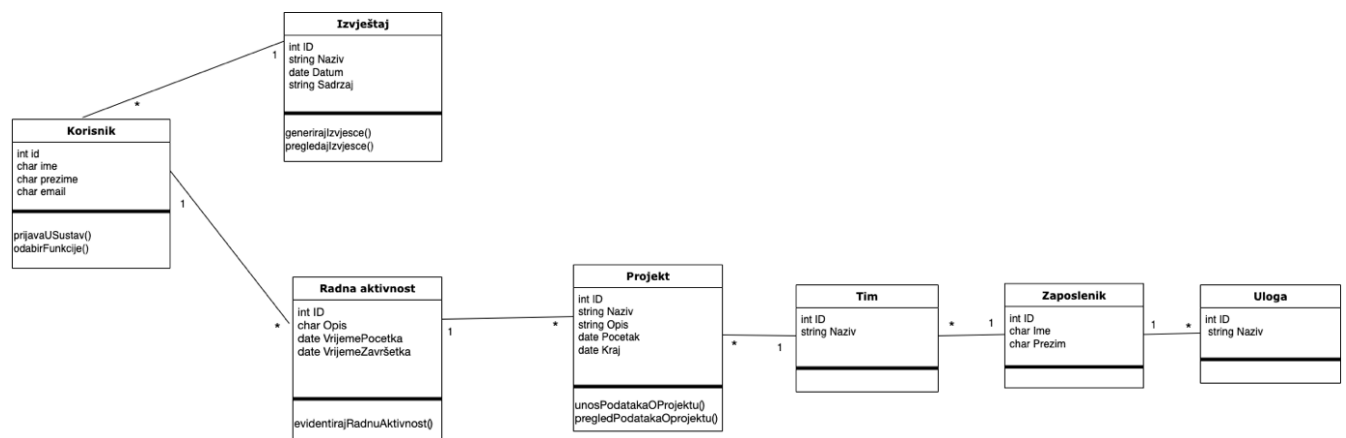 Izvještaj
int ID
string Naziv
date Datum
string Sadrzaj
generirajIzvjesce()
pregledajIzvjesce()
1
*
Korisnik
int id
char ime
char prezime
char email
prijavaUSustav()
odabirFunkcije()
1
*
Radna aktivnost
int ID
char Opis
date VrijemePocetka
date VrijemeZavršetka
evidentirajRadnuAktivnost()
1
*
Projekt
int ID
string Naziv
string Opis
date Pocetak
date Kraj
unosPodatakaOProjektu()
pregledPodatakaOprojektu()
*
1
Tim
int ID
string Naziv
*
1
Zaposlenik
int ID
char Ime
char Prezim
1
*
Uloga
int ID
string Naziv